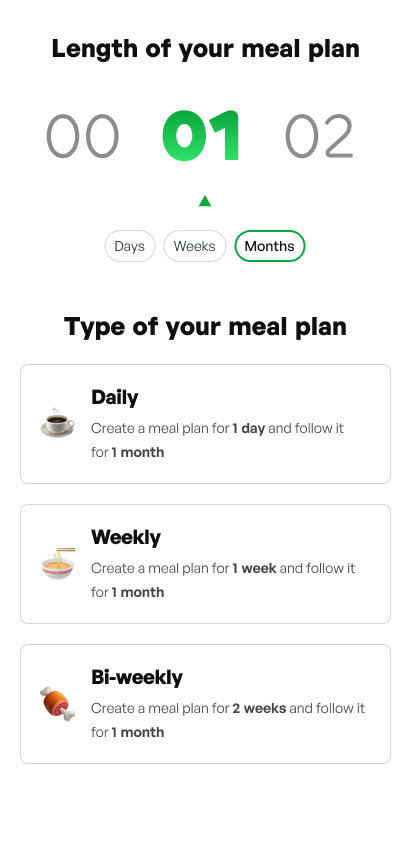 Length of your meal plan
00 01 02
Days Weeks Months
Type of your meal plan
Daily
Create a meal plan for 1 day and follow it
for 1 month
Weekly
Create a meal plan for 1 week and follow it
for 1 month
Bi-weekly
Create a meal plan for 2 weeks and follow it
for 1 month